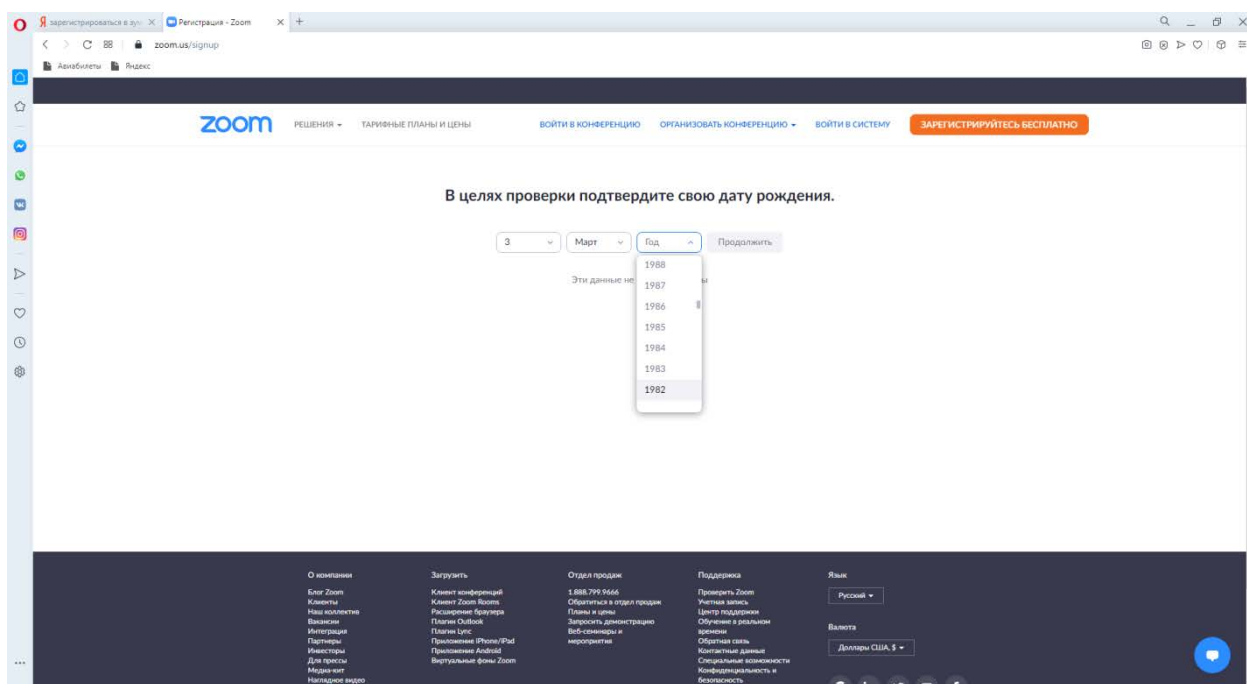 зарегистрироваться в зум
Регистрация - Zoom
zoom.us/signup
Авиабилеты Яндекс
zoom РЕШЕНИЯ ТАРИФНЫЕ ПЛАНЫ И ЦЕНЫ ВОЙТИ В КОНФЕРЕНЦИЮ ОРГАНИЗОВАТЬ КОНФЕРЕНЦИЮ ВОЙТИ В СИСТЕМУ ЗАРЕГИСТРИРУЙТЕСЬ БЕСПЛАТНО
В целях проверки подтвердите свою дату рождения.
3 Март Год Продолжить
Эти данные не
1988
1987
1986
1985
1984
1983
1982
О компании
Блог Zoom
Клиенты
Наш коллектив
Вакансии
Интеграция
Партнеры
Инвесторы
Для прессы
Медиа-кит
Наглядное видео
Загрузить
Клиент конференций
Клиент Zoom Rooms
Расширение браузера
Плагин Outlook
Плагин Lync
Приложение iPhone/iPad
Приложение Android
Виртуальные фоны Zoom
Отдел продаж
1.888.799.9666
Обратиться в отдел продаж
Планы и цены
Запросить демонстрацию
Веб-семинары и
мероприятия
Поддержка
Проверить Zoom
Учетная запись
Центр поддержки
Обучение в реальном
времени
Обратная связь
Контактные данные
Специальные возможности
Конфиденциальность и
безопасность
Язык
Русский
Валюта
Доллары США, $